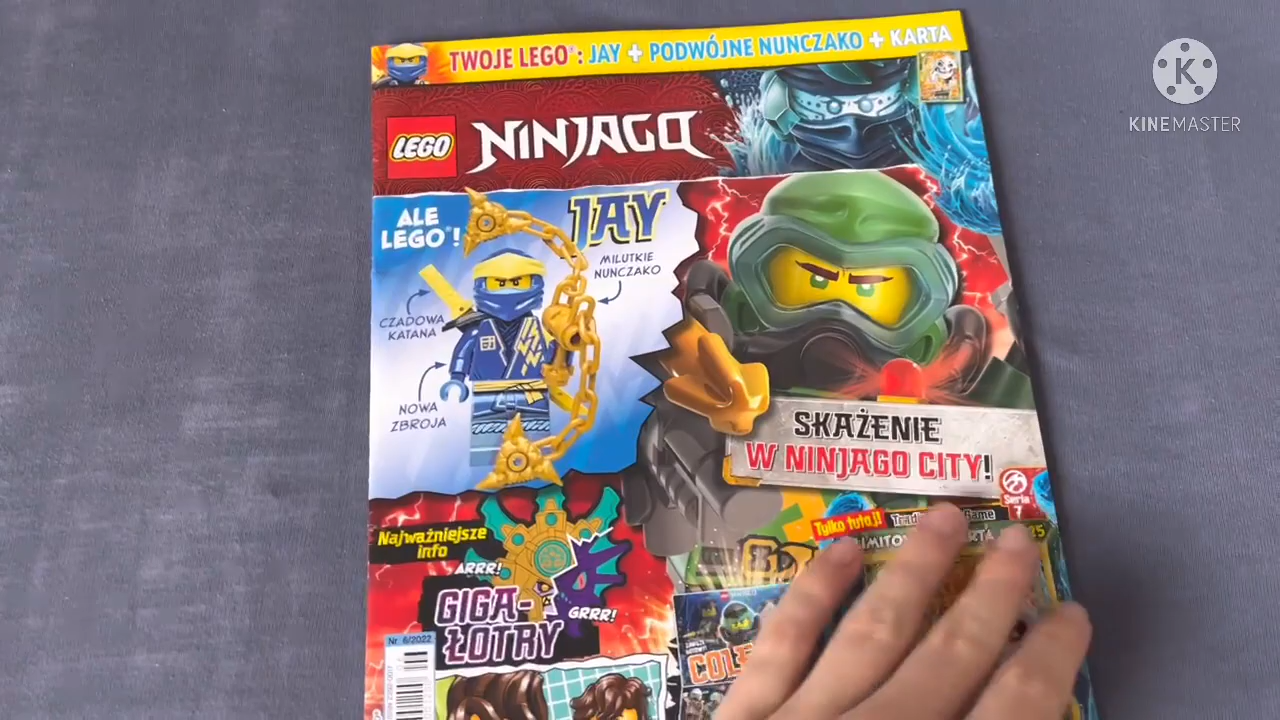 TWOJE LEGO®: JAY + PODWÓJNE NUNCZAKO + KARTA
KINEMASTER
LEGO NINJAGO
ALE
LEGO®!
JAY
MILUTKIE
NUNCZAKO
CZADOWA
KATANA
NOWA
ZBROJA
SKAŻENIE
W NINJAGO CITY!
Seria
7
Tylko tutaj!
Najważniejsze
info
ARRR!
GRRR!
GIGA-
ŁOTRY
Nr 6/2022